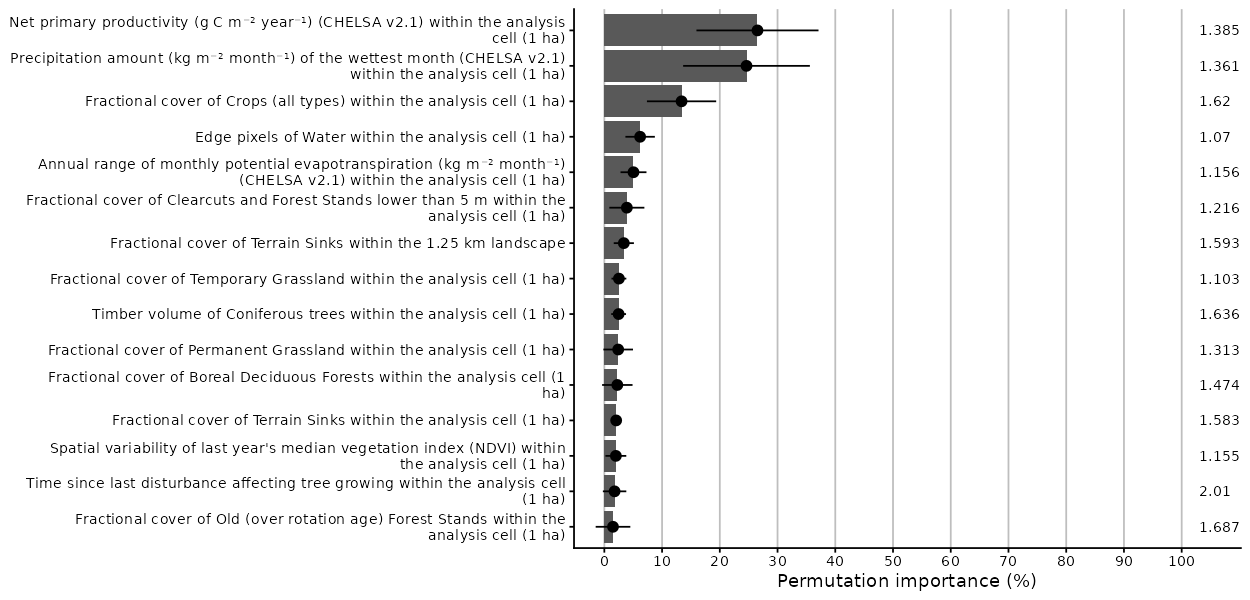 Net primary productivity (g C m⁻² year⁻¹) (CHELSA v2.1) within the analysis
cell (1 ha)
1.385
Precipitation amount (kg m⁻² month⁻¹) of the wettest month (CHELSA v2.1)
within the analysis cell (1 ha)
1.361
Fractional cover of Crops (all types) within the analysis cell (1 ha)
1.62
Edge pixels of Water within the analysis cell (1 ha)
1.07
Annual range of monthly potential evapotranspiration (kg m⁻² month⁻¹)
(CHELSA v2.1) within the analysis cell (1 ha)
1.156
Fractional cover of Clearcuts and Forest Stands lower than 5 m within the
analysis cell (1 ha)
1.216
Fractional cover of Terrain Sinks within the 1.25 km landscape
1.593
Fractional cover of Temporary Grassland within the analysis cell (1 ha)
1.103
Timber volume of Coniferous trees within the analysis cell (1 ha)
1.636
Fractional cover of Permanent Grassland within the analysis cell (1 ha)
1.313
Fractional cover of Boreal Deciduous Forests within the analysis cell (1
ha)
1.474
Fractional cover of Terrain Sinks within the analysis cell (1 ha)
1.583
Spatial variability of last year's median vegetation index (NDVI) within
the analysis cell (1 ha)
1.155
Time since last disturbance affecting tree growing within the analysis cell
(1 ha)
2.01
Fractional cover of Old (over rotation age) Forest Stands within the
analysis cell (1 ha)
1.687
0 10 20 30 40 50 60 70 80 90 100
Permutation importance (%)